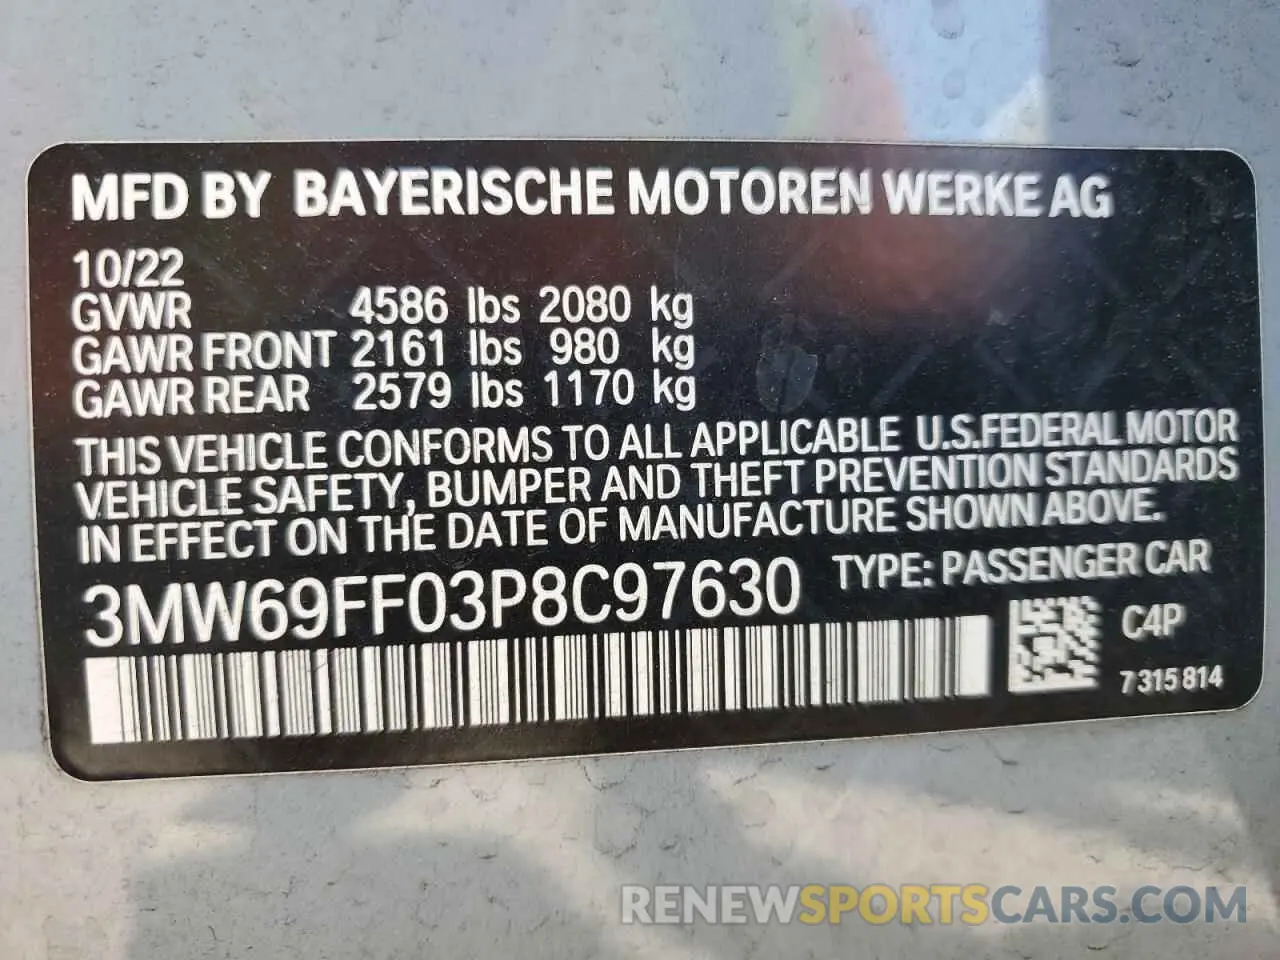 MFD BY BAYERISCHE MOTOREN WERKE AG
10/22
GVWR 4586 lbs 2080 kg
GAWR FRONT 2161 lbs 980 kg
GAWR REAR 2579 lbs 1170 kg
THIS VEHICLE CONFORMS TO ALL APPLICABLE U.S.FEDERAL MOTOR
VEHICLE SAFETY, BUMPER AND THEFT PREVENTION STANDARDS
IN EFFECT ON THE DATE OF MANUFACTURE SHOWN ABOVE.
3MW69FF03P8C97630 TYPE: PASSENGER CAR
C4P
7 315 814
RENEWSPORTSCARS.COM